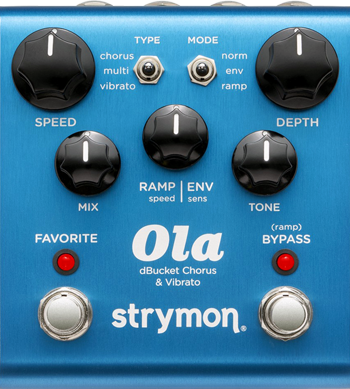 TYPE
MODE
chorus
multi
vibrato
norm
env
ramp
SPEED
DEPTH
RAMP | ENV
speed | sens
MIX
TONE
FAVORITE
(ramp)
BYPASS
Ola
dBucket Chorus
& Vibrato
strymon®